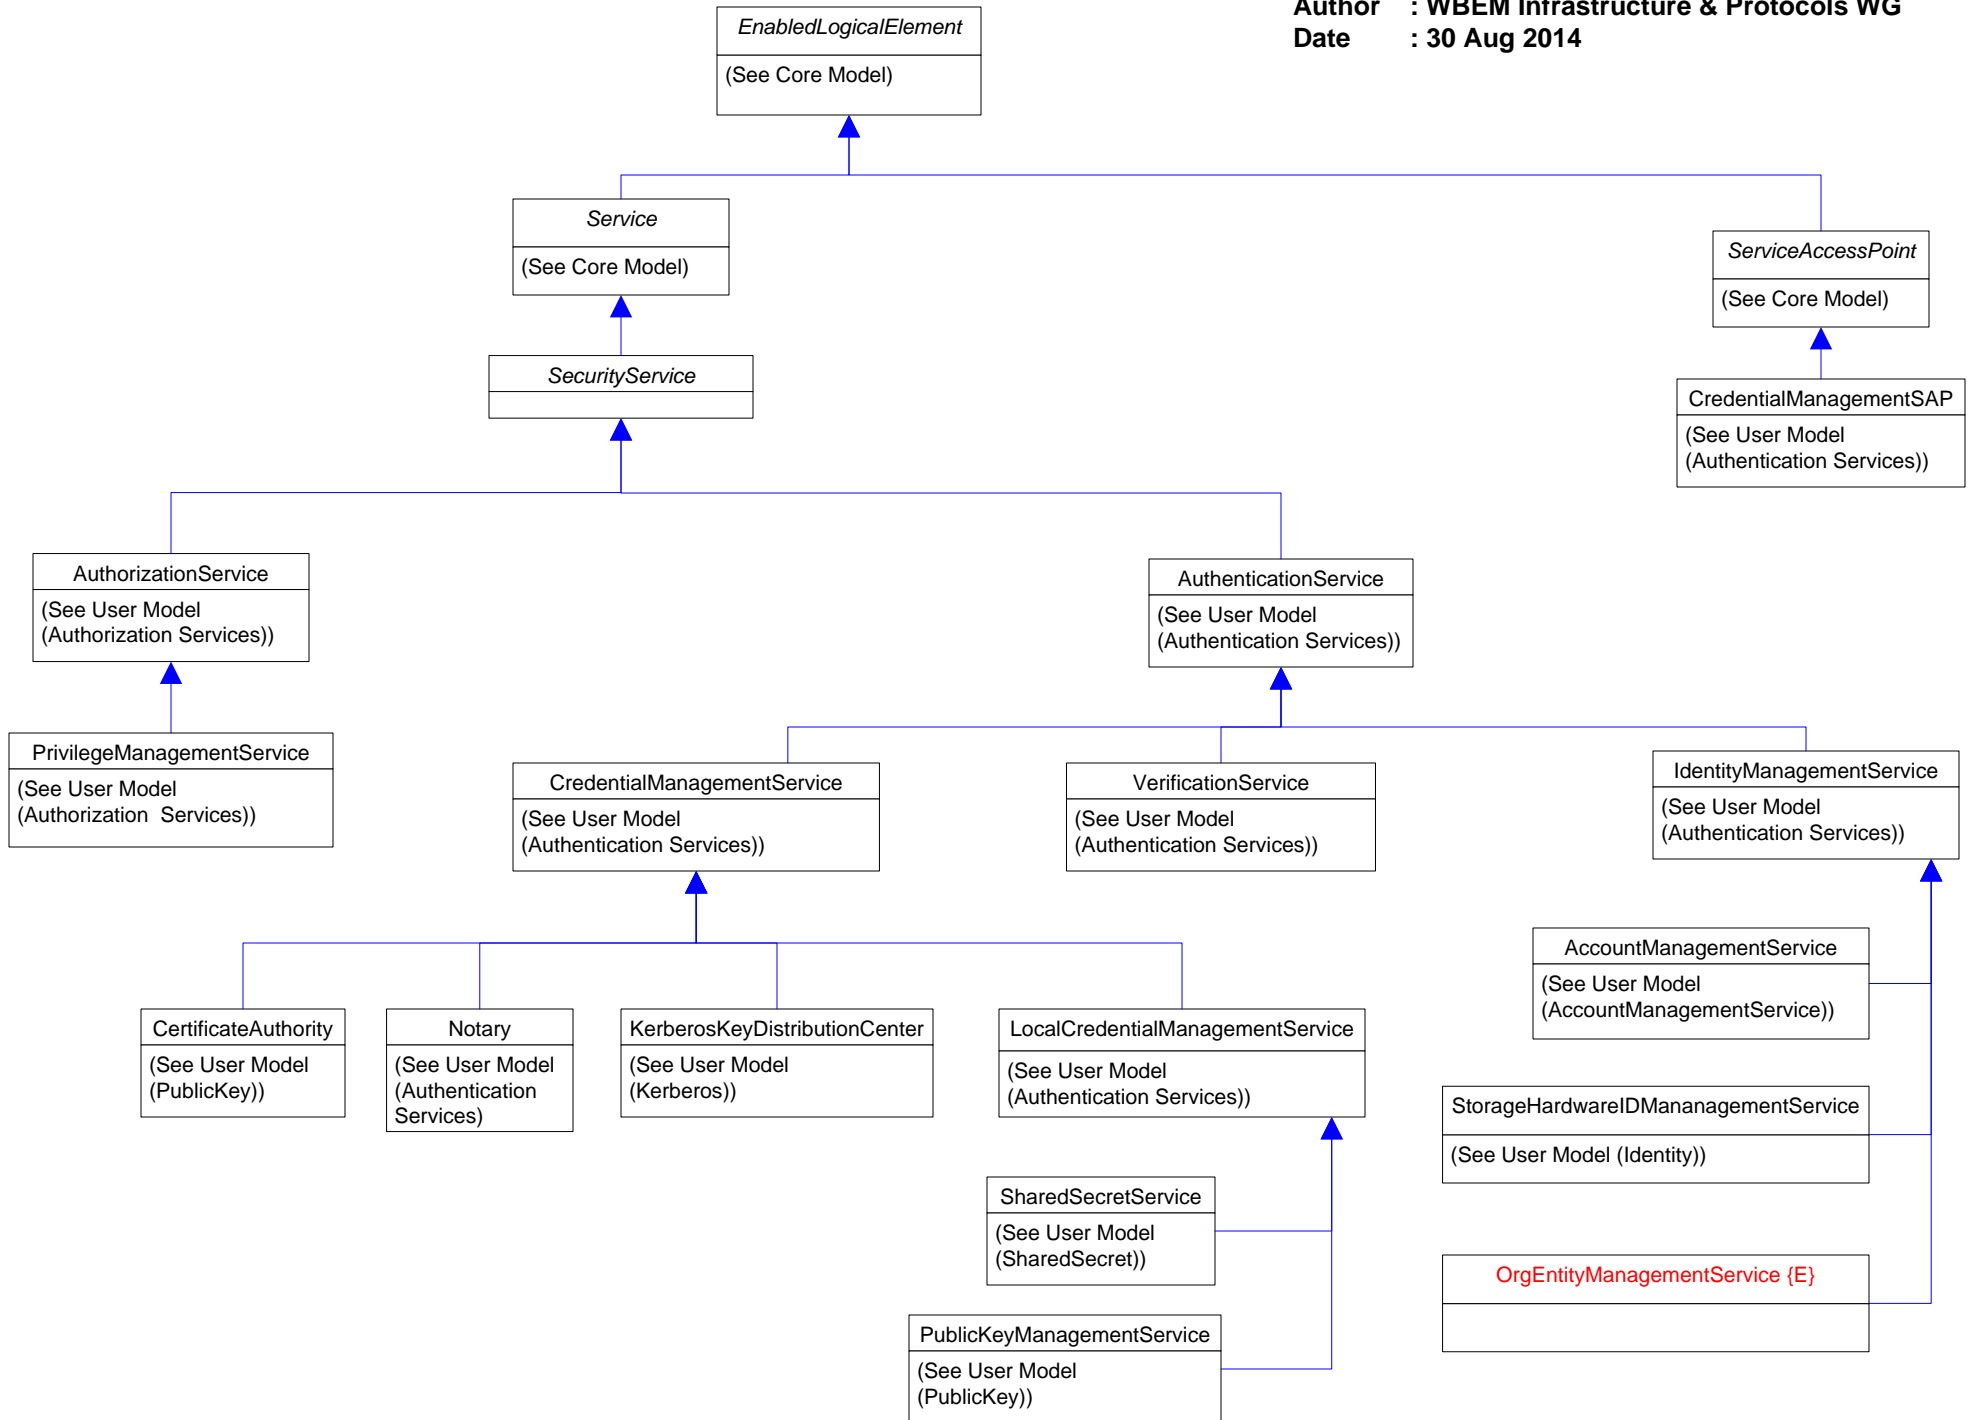 Author : WBEM Infrastructure & Protocols WG
Date : 30 Aug 2014
EnabledLogicalElement
(See Core Model)
Service
(See Core Model)
ServiceAccessPoint
(See Core Model)
SecurityService
CredentialManagementSAP
(See User Model
(Authentication Services))
AuthorizationService
(See User Model
(Authorization Services))
AuthenticationService
(See User Model
(Authentication Services))
PrivilegeManagementService
(See User Model
(Authorization  Services))
CredentialManagementService
(See User Model
(Authentication Services))
VerificationService
(See User Model
(Authentication Services))
IdentityManagementService
(See User Model
(Authentication Services))
AccountManagementService
(See User Model
(AccountManagementService))
CertificateAuthority
(See User Model
(PublicKey))
Notary
(See User Model
(Authentication
Services)
KerberosKeyDistributionCenter
(See User Model
(Kerberos))
LocalCredentialManagementService
(See User Model
(Authentication Services))
StorageHardwareIDMananagementService
(See User Model (Identity))
SharedSecretService
(See User Model
(SharedSecret))
OrgEntityManagementService {E}
PublicKeyManagementService
(See User Model
(PublicKey))